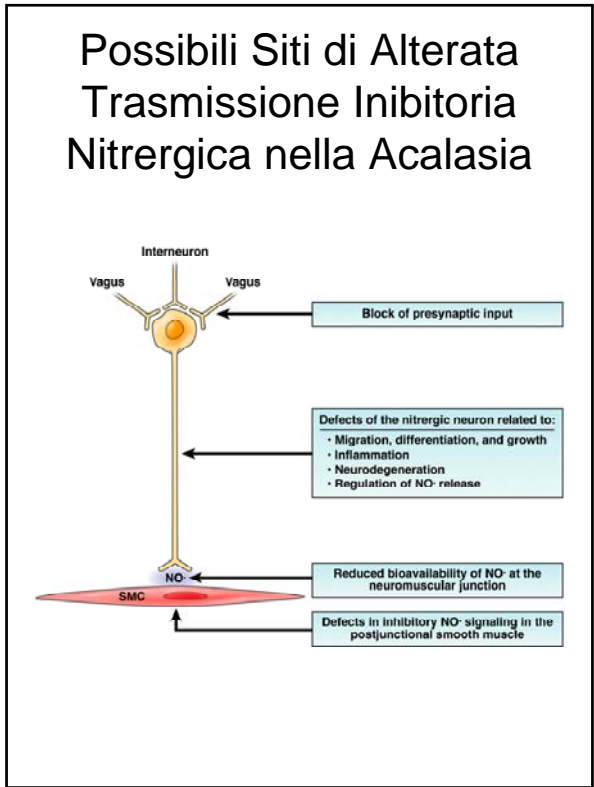 Possibili Siti di Alterata
Trasmissione Inibitoria
Nitrergica nella Acalasia
Interneuron
Vagus
Vagus
Block of presynaptic input
Defects of the nitrergic neuron related to:
· Migration, differentiation, and growth
· Inflammation
· Neurodegeneration
· Regulation of NO· release
NO·
Reduced bioavailability of NO· at the
neuromuscular junction
SMC
Defects in inhibitory NO· signaling in the
postjunctional smooth muscle